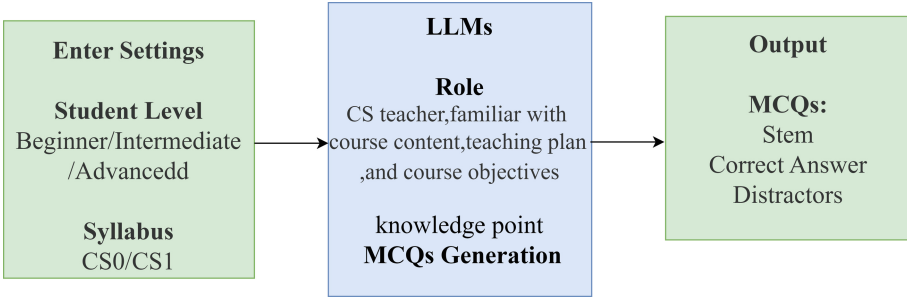 Enter Settings
Student Level
Beginner/Intermediate
/Advancedd
Syllabus
CS0/CS1
LLMs
Role
CS teacher,familiar with
course content,teaching plan
,and course objectives
knowledge point
MCQs Generation
Output
MCQs:
Stem
Correct Answer
Distractors